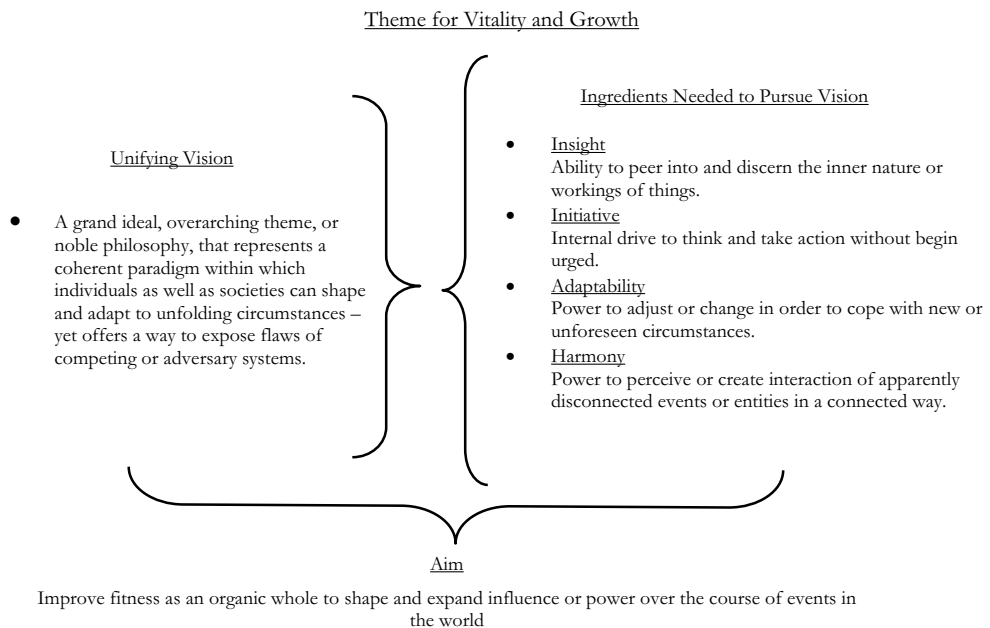 Theme for Vitality and Growth
Unifying Vision
• A grand ideal, overarching theme, or
noble philosophy, that represents a
coherent paradigm within which
individuals as well as societies can shape
and adapt to unfolding circumstances –
yet offers a way to expose flaws of
competing or adversary systems.
Ingredients Needed to Pursue Vision
• Insight
Ability to peer into and discern the inner nature or
workings of things.
• Initiative
Internal drive to think and take action without begin
urged.
• Adaptability
Power to adjust or change in order to cope with new or
unforeseen circumstances.
• Harmony
Power to perceive or create interaction of apparently
disconnected events or entities in a connected way.
Aim
Improve fitness as an organic whole to shape and expand influence or power over the course of events in
the world